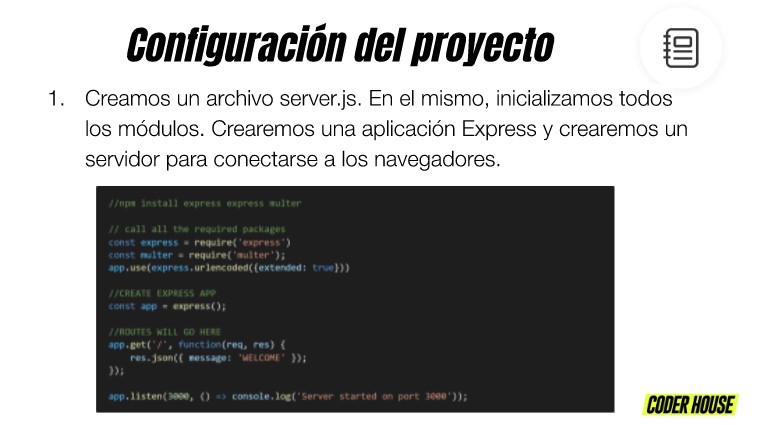 Configuración del proyecto
1. Creamos un archivo server.js. En el mismo, inicializamos todos
los módulos. Crearemos una aplicación Express y crearemos un
servidor para conectarse a los navegadores.
//npm install express express multer
// call all the required packages
const express = require('express')
const multer = require('multer');
app.use(express.urlencoded({extended: true}))
//CREATE EXPRESS APP
const app = express();
//ROUTES WILL GO HERE
app.get('/', function(req, res) {
    res.json({ message: 'WELCOME' });
});
app.listen(3000, () => console.log('Server started on port 3000'));
CODER HOUSE